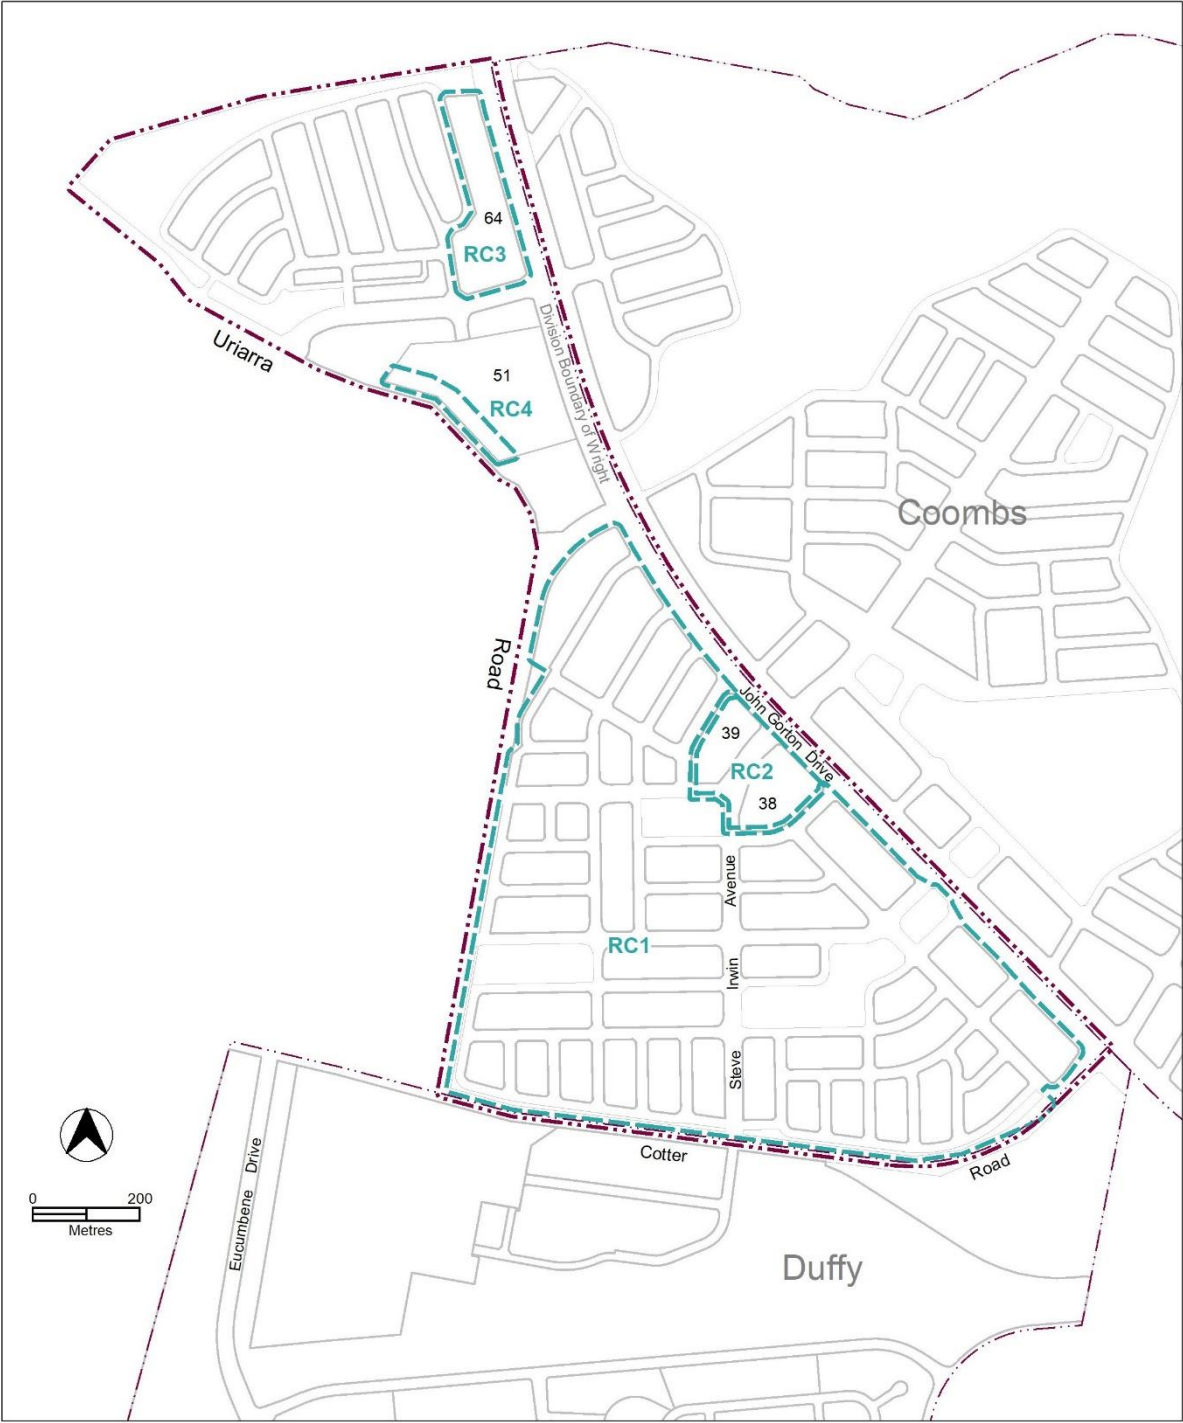 64
RC3
Division Boundary of Wright
Uriarra
51
RC4
Coombs
Road
John Gorton Drive
39
RC2
38
Avenue
RC1
Irwin
Steve
Cotter
Road
Eucumbene Drive
0 200
Metres
Duffy